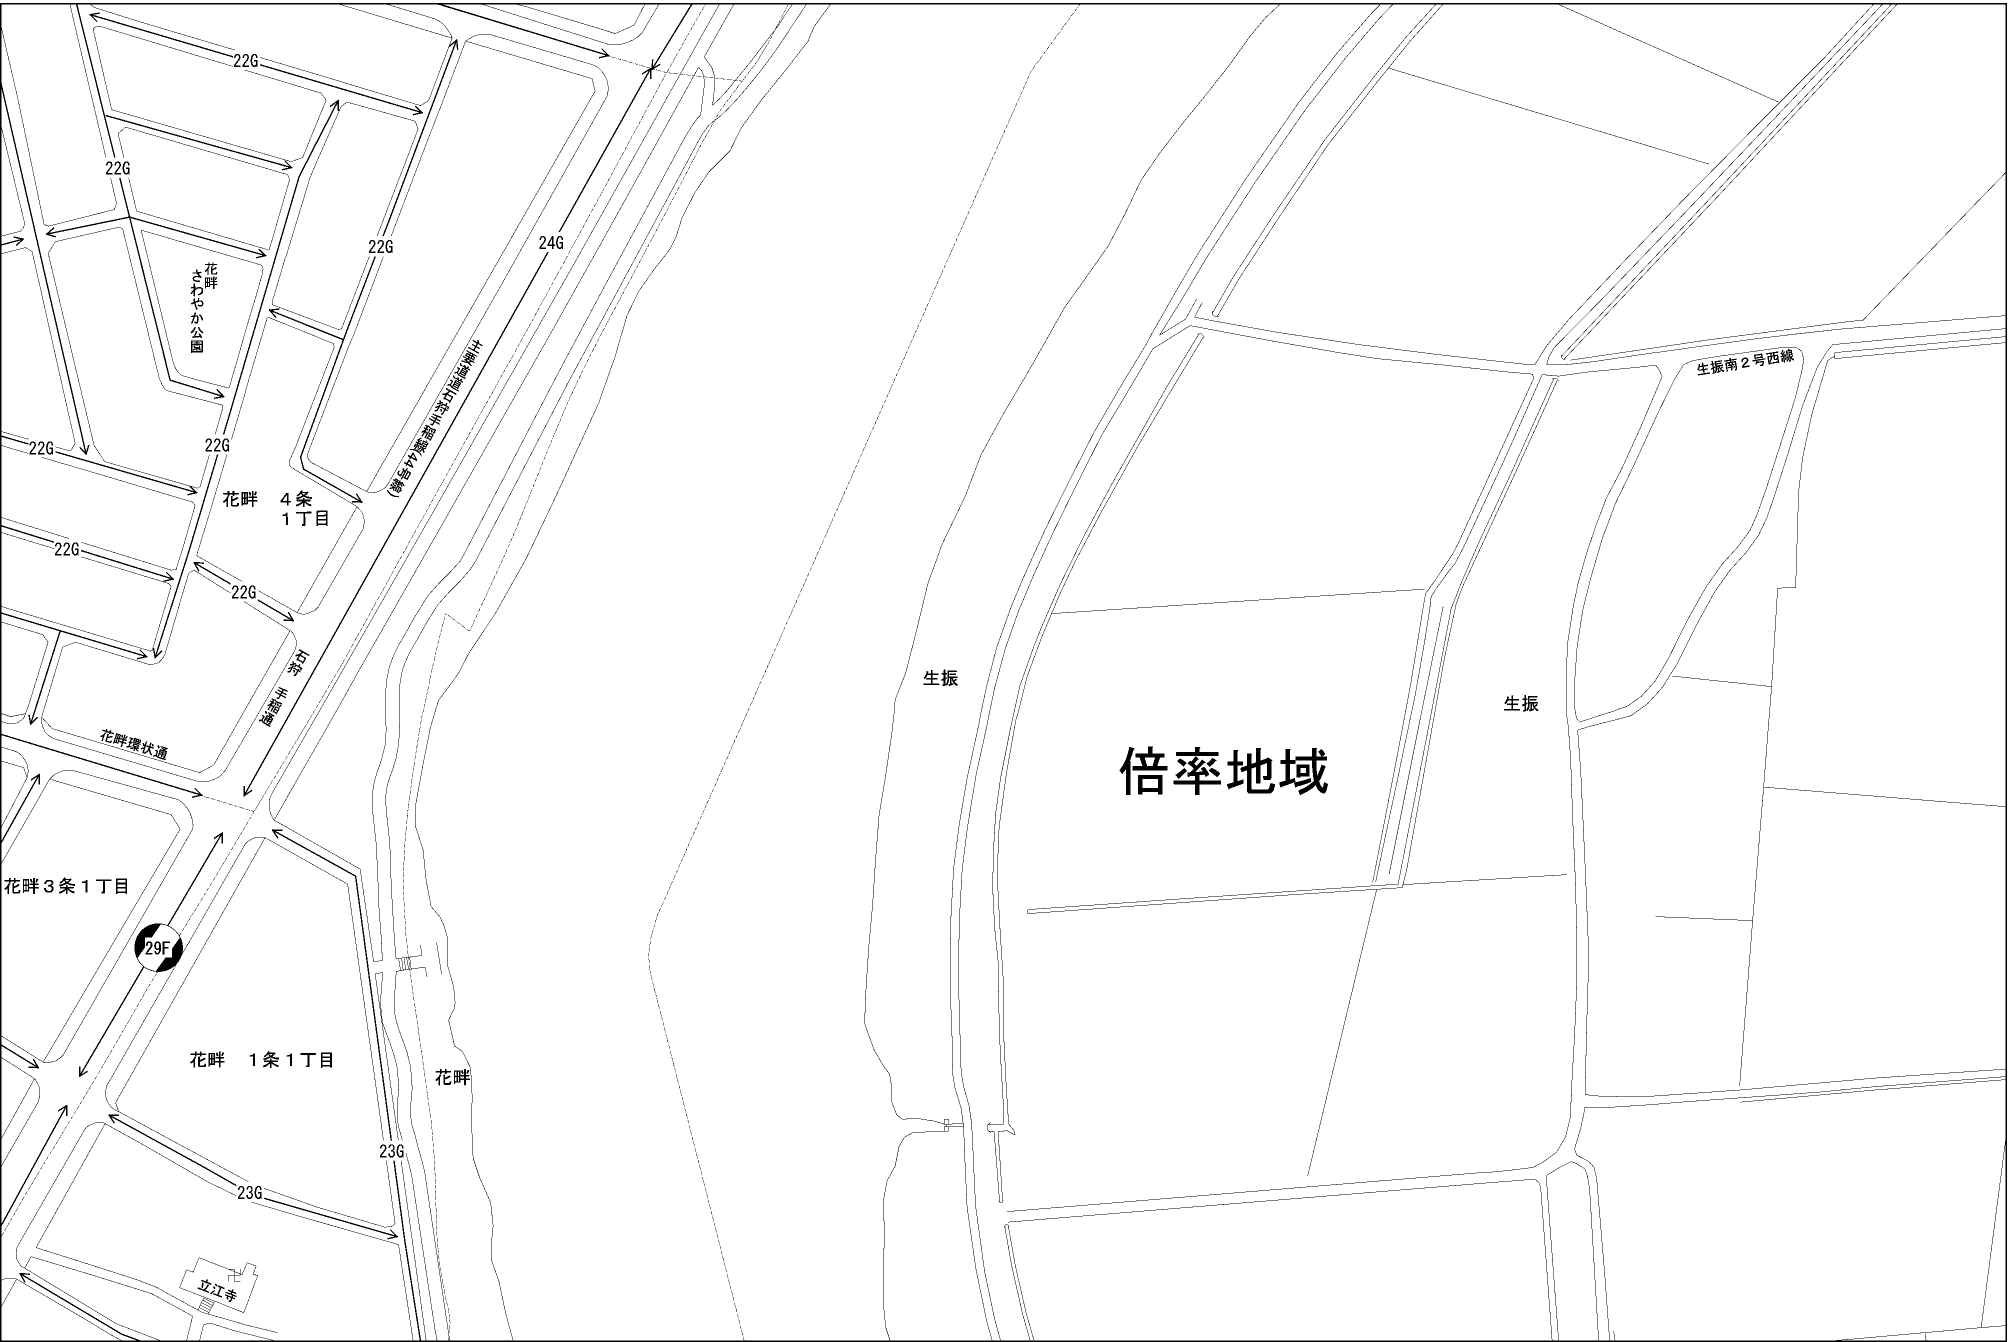 22G
22G
22G
24G
花畔
さわやか公園
主要道道石狩手稲線(44号線)
生振南２号西線
22G
22G
花畔　４条
１丁目
22G
22G
石狩　手稲通
生振
生振
花畔環状通
倍率地域
花畔３条１丁目
29F
花畔　１条１丁目
花畔
23G
23G
立江寺